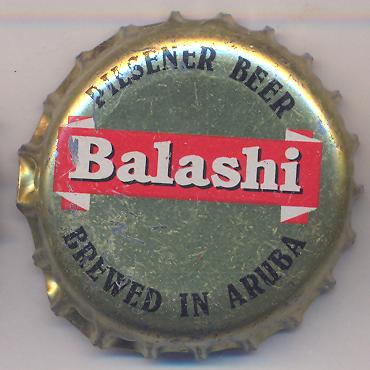 PILSENER BEER
Balashi
BREWED IN ARUBA